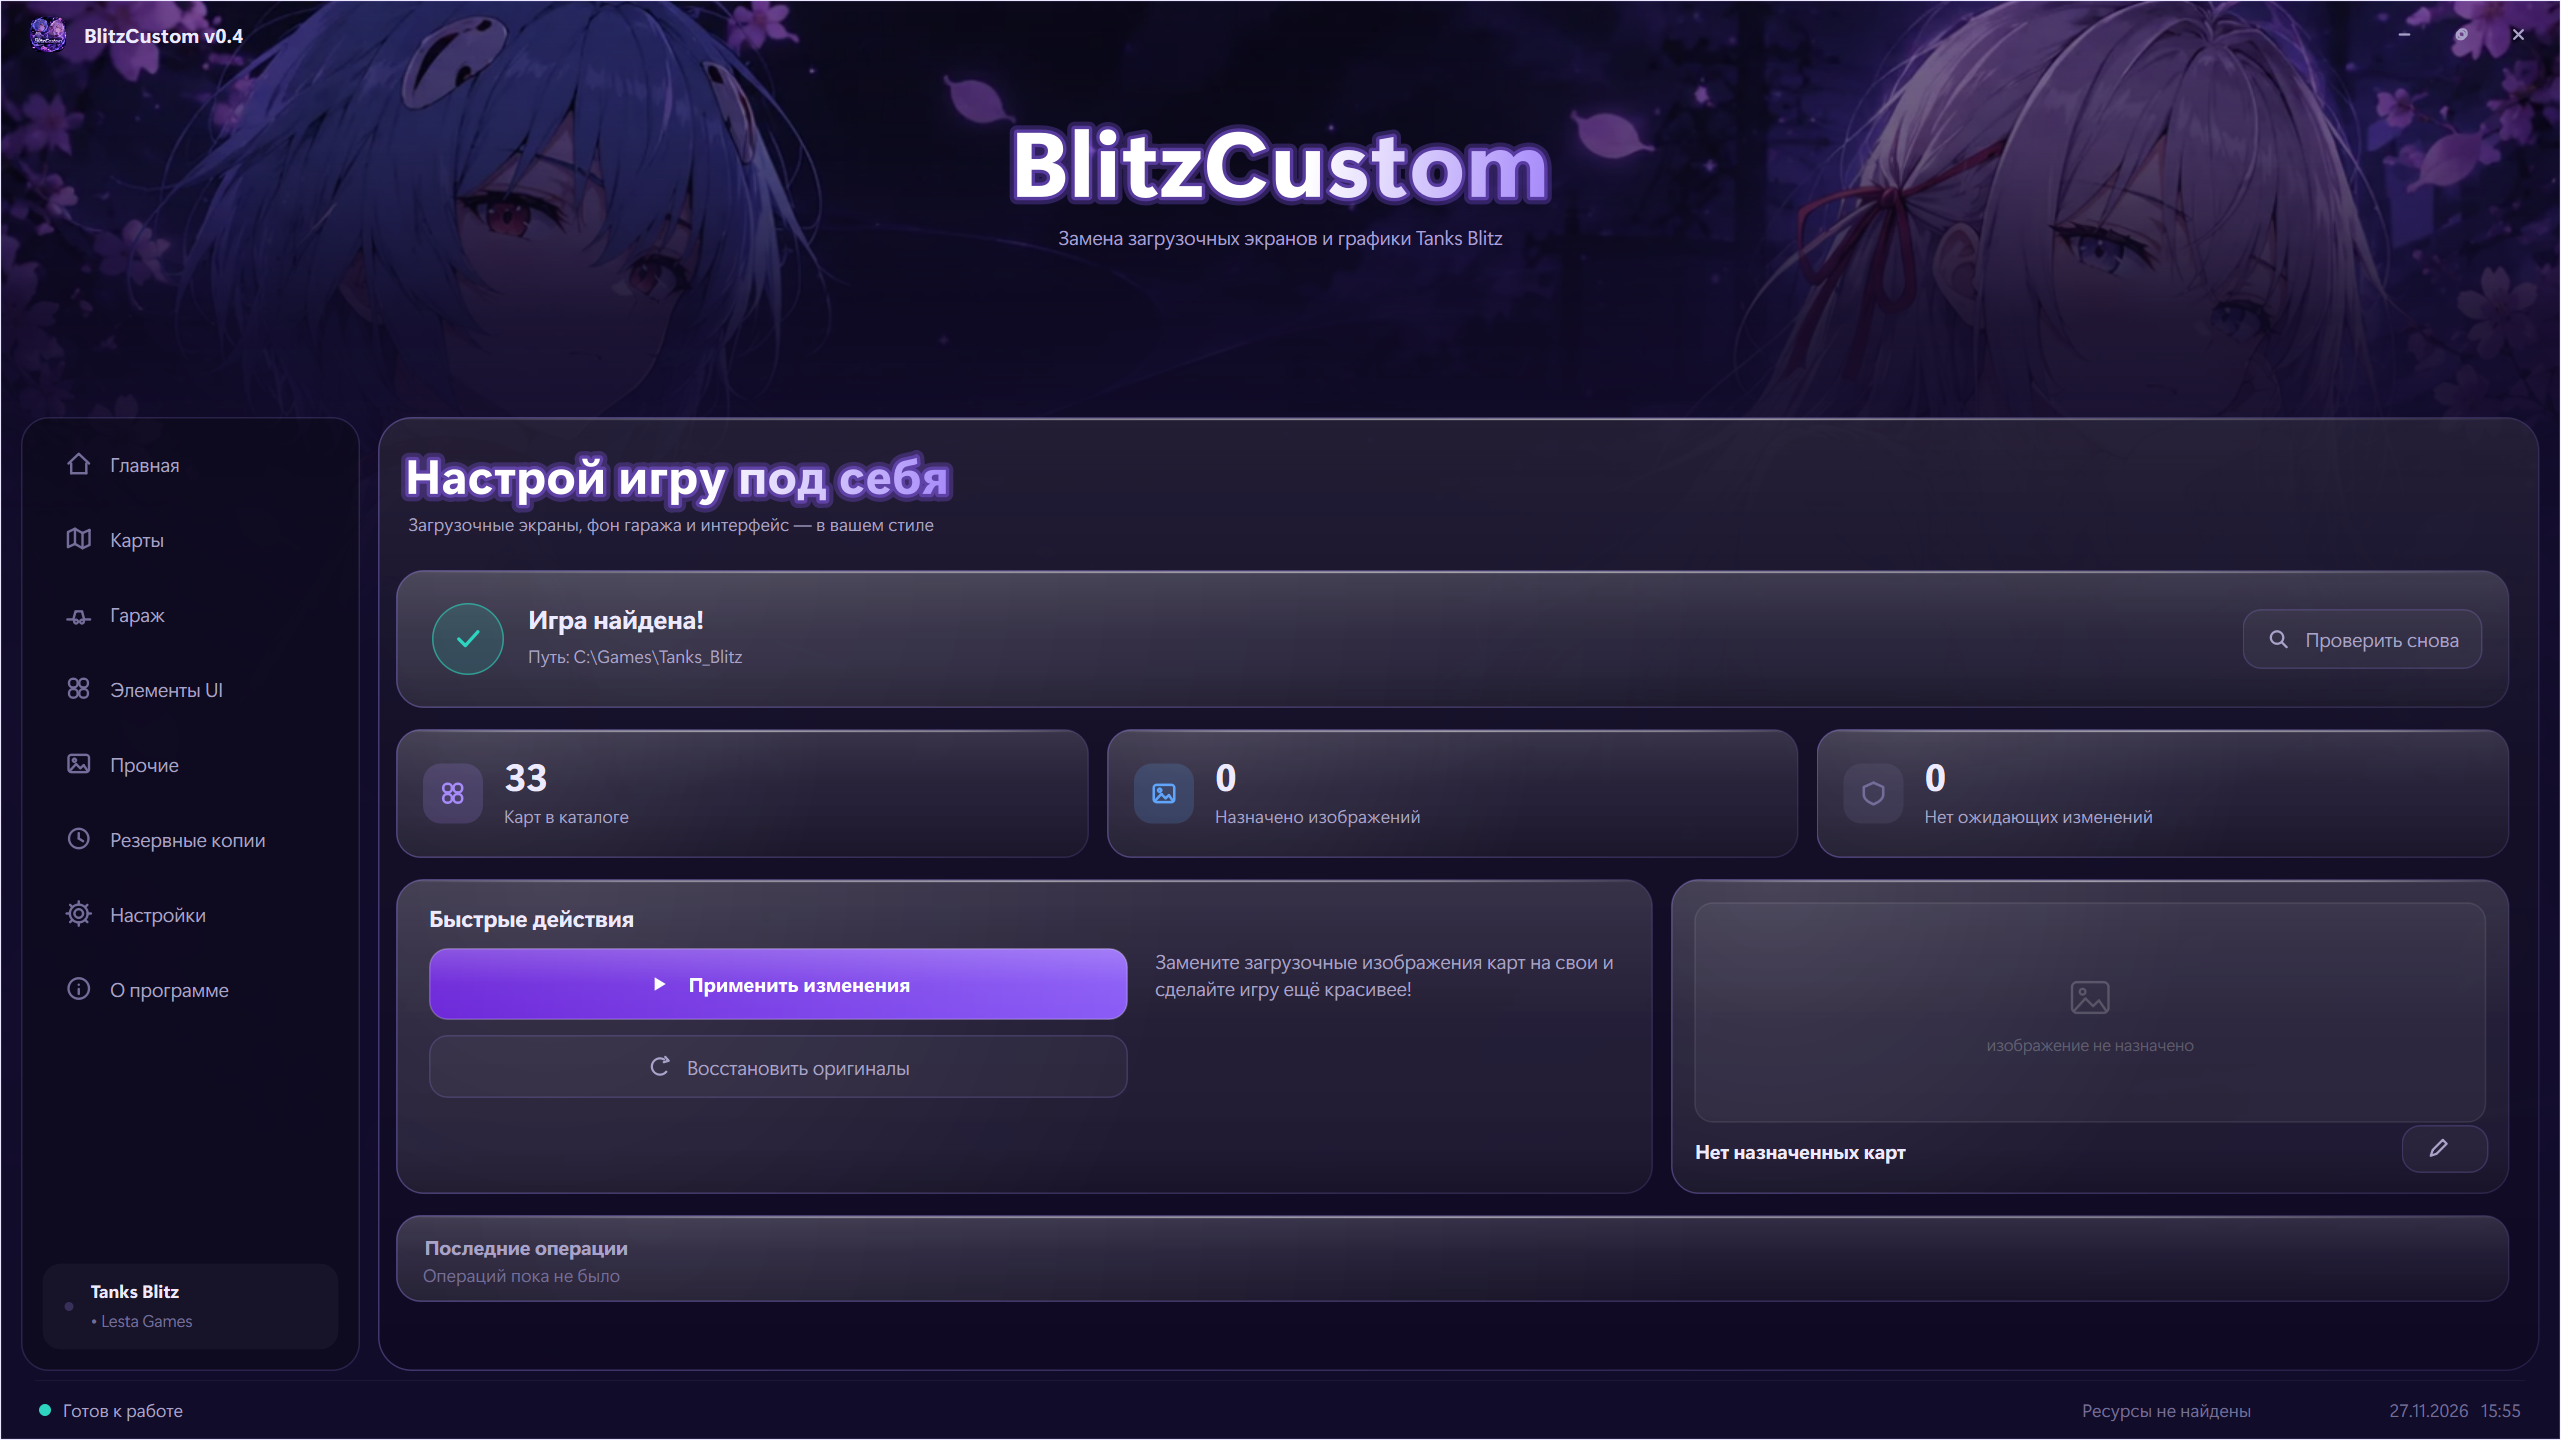 BlitzCustom v0.4
BlitzCustom
Замена загрузочных экранов и графики Tanks Blitz
Главная
Карты
Гараж
Элементы UI
Прочие
Резервные копии
Настройки
О программе
Tanks Blitz
• Lesta Games
Настрой игру под себя
Загрузочные экраны, фон гаража и интерфейс — в вашем стиле
Игра найдена!
Путь: C:\Games\Tanks_Blitz
Проверить снова
33
Карт в каталоге
0
Назначено изображений
0
Нет ожидающих изменений
Быстрые действия
Применить изменения
Восстановить оригиналы
Замените загрузочные изображения карт на свои и
сделайте игру ещё красивее!
изображение не назначено
Нет назначенных карт
Последние операции
Операций пока не было
Готов к работе
Ресурсы не найдены
27.11.2026 15:55